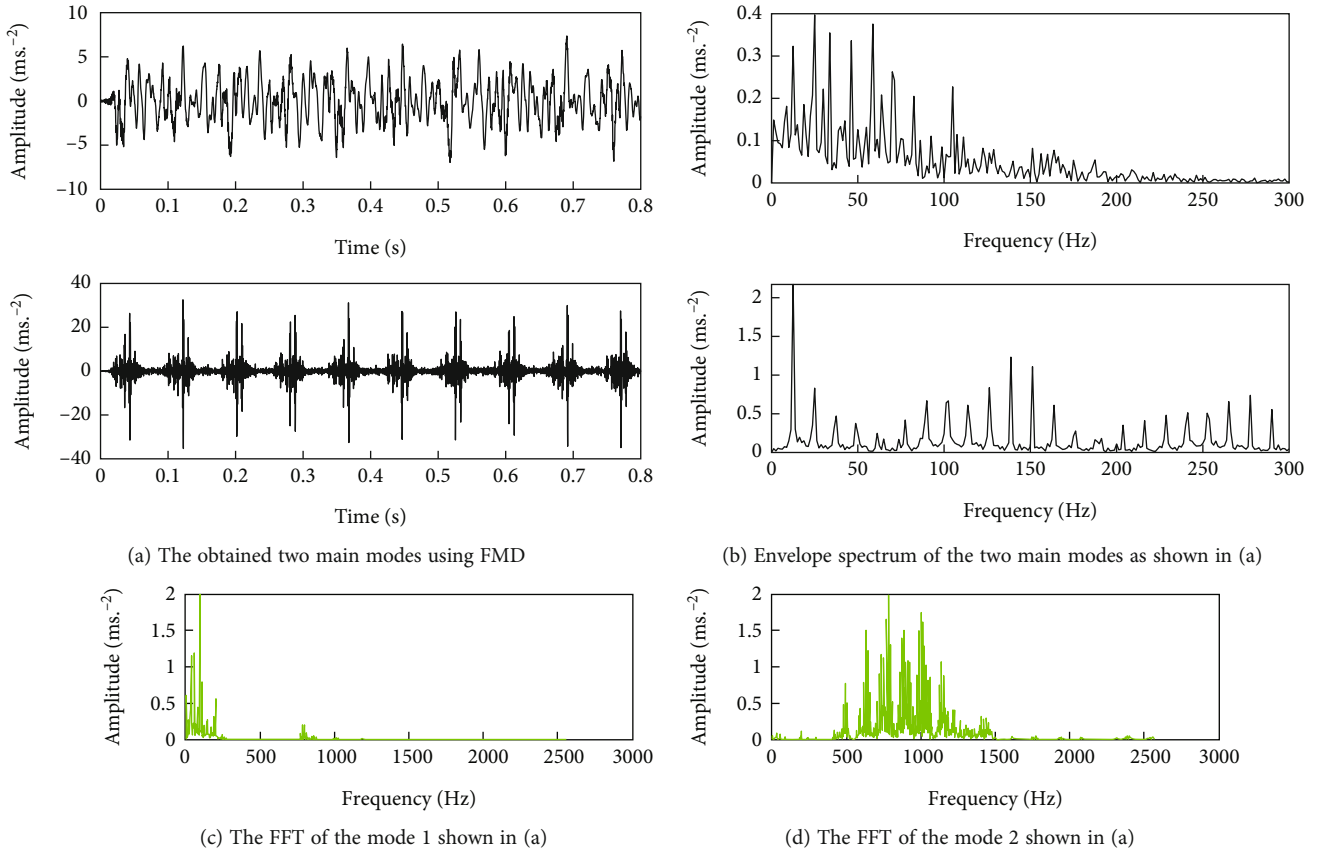 10
5
0
−5
−10
Amplitude (ms.⁻²)
0 0.1 0.2 0.3 0.4 0.5 0.6 0.7 0.8
Time (s)
0.4
0.3
0.2
0.1
0
Amplitude (ms.⁻²)
0 50 100 150 200 250 300
Frequency (Hz)
40
20
0
−20
−40
Amplitude (ms.⁻²)
0 0.1 0.2 0.3 0.4 0.5 0.6 0.7 0.8
Time (s)
2
1.5
1
0.5
0
Amplitude (ms.⁻²)
0 50 100 150 200 250 300
Frequency (Hz)
(a) The obtained two main modes using FMD
(b) Envelope spectrum of the two main modes as shown in (a)
2
1.5
1
0.5
0
Amplitude (ms.⁻²)
0 500 1000 1500 2000 2500 3000
Frequency (Hz)
(c) The FFT of the mode 1 shown in (a)
2
1.5
1
0.5
0
Amplitude (ms.⁻²)
0 500 1000 1500 2000 2500 3000
Frequency (Hz)
(d) The FFT of the mode 2 shown in (a)